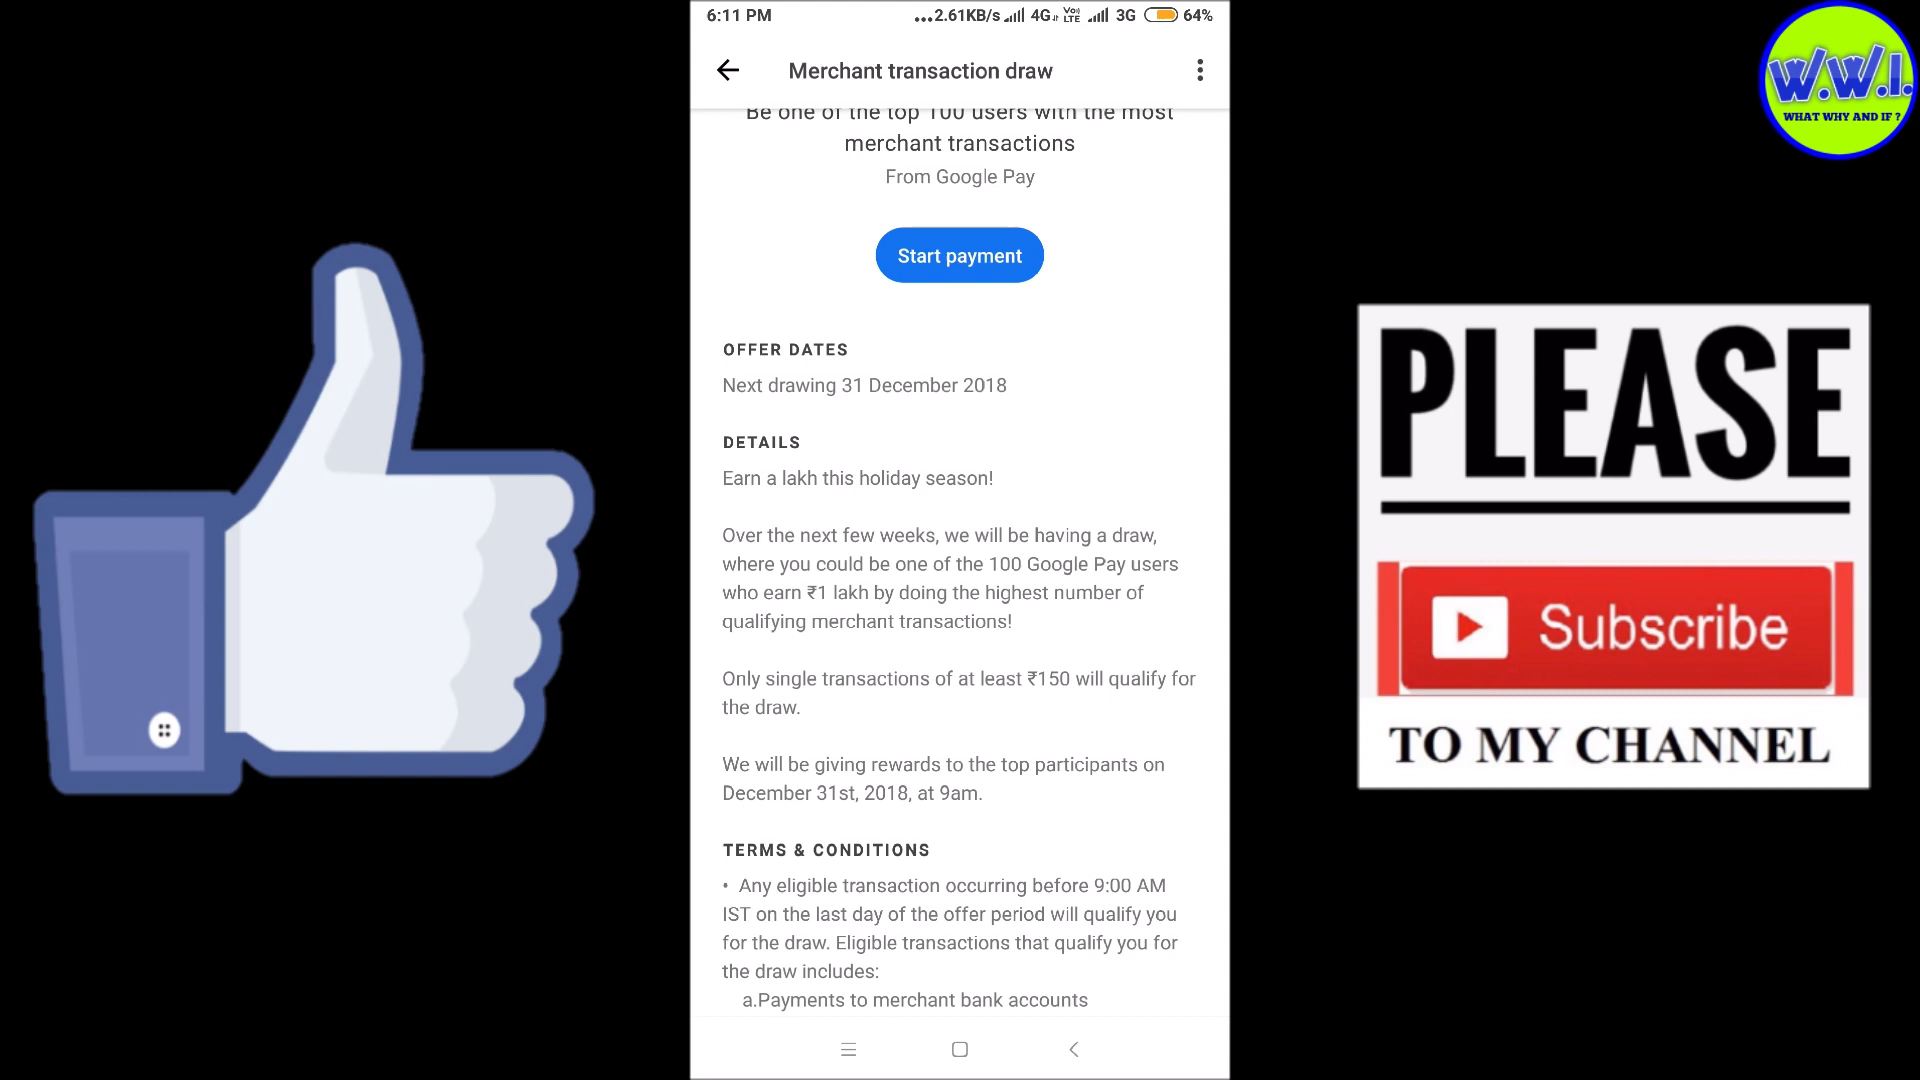 6:11 PM
...2.61KB/s 4G VoLTE 3G 64%
Merchant transaction draw
Be one of the top 100 users with the most
merchant transactions
From Google Pay
Start payment
OFFER DATES
Next drawing 31 December 2018
DETAILS
Earn a lakh this holiday season!
Over the next few weeks, we will be having a draw,
where you could be one of the 100 Google Pay users
who earn ₹1 lakh by doing the highest number of
qualifying merchant transactions!
Only single transactions of at least ₹150 will qualify for
the draw.
We will be giving rewards to the top participants on
December 31st, 2018, at 9am.
TERMS & CONDITIONS
• Any eligible transaction occurring before 9:00 AM
IST on the last day of the offer period will qualify you
for the draw. Eligible transactions that qualify you for
the draw includes:
a.Payments to merchant bank accounts
W.W.I.
WHAT WHY AND IF ?
PLEASE
Subscribe
TO MY CHANNEL